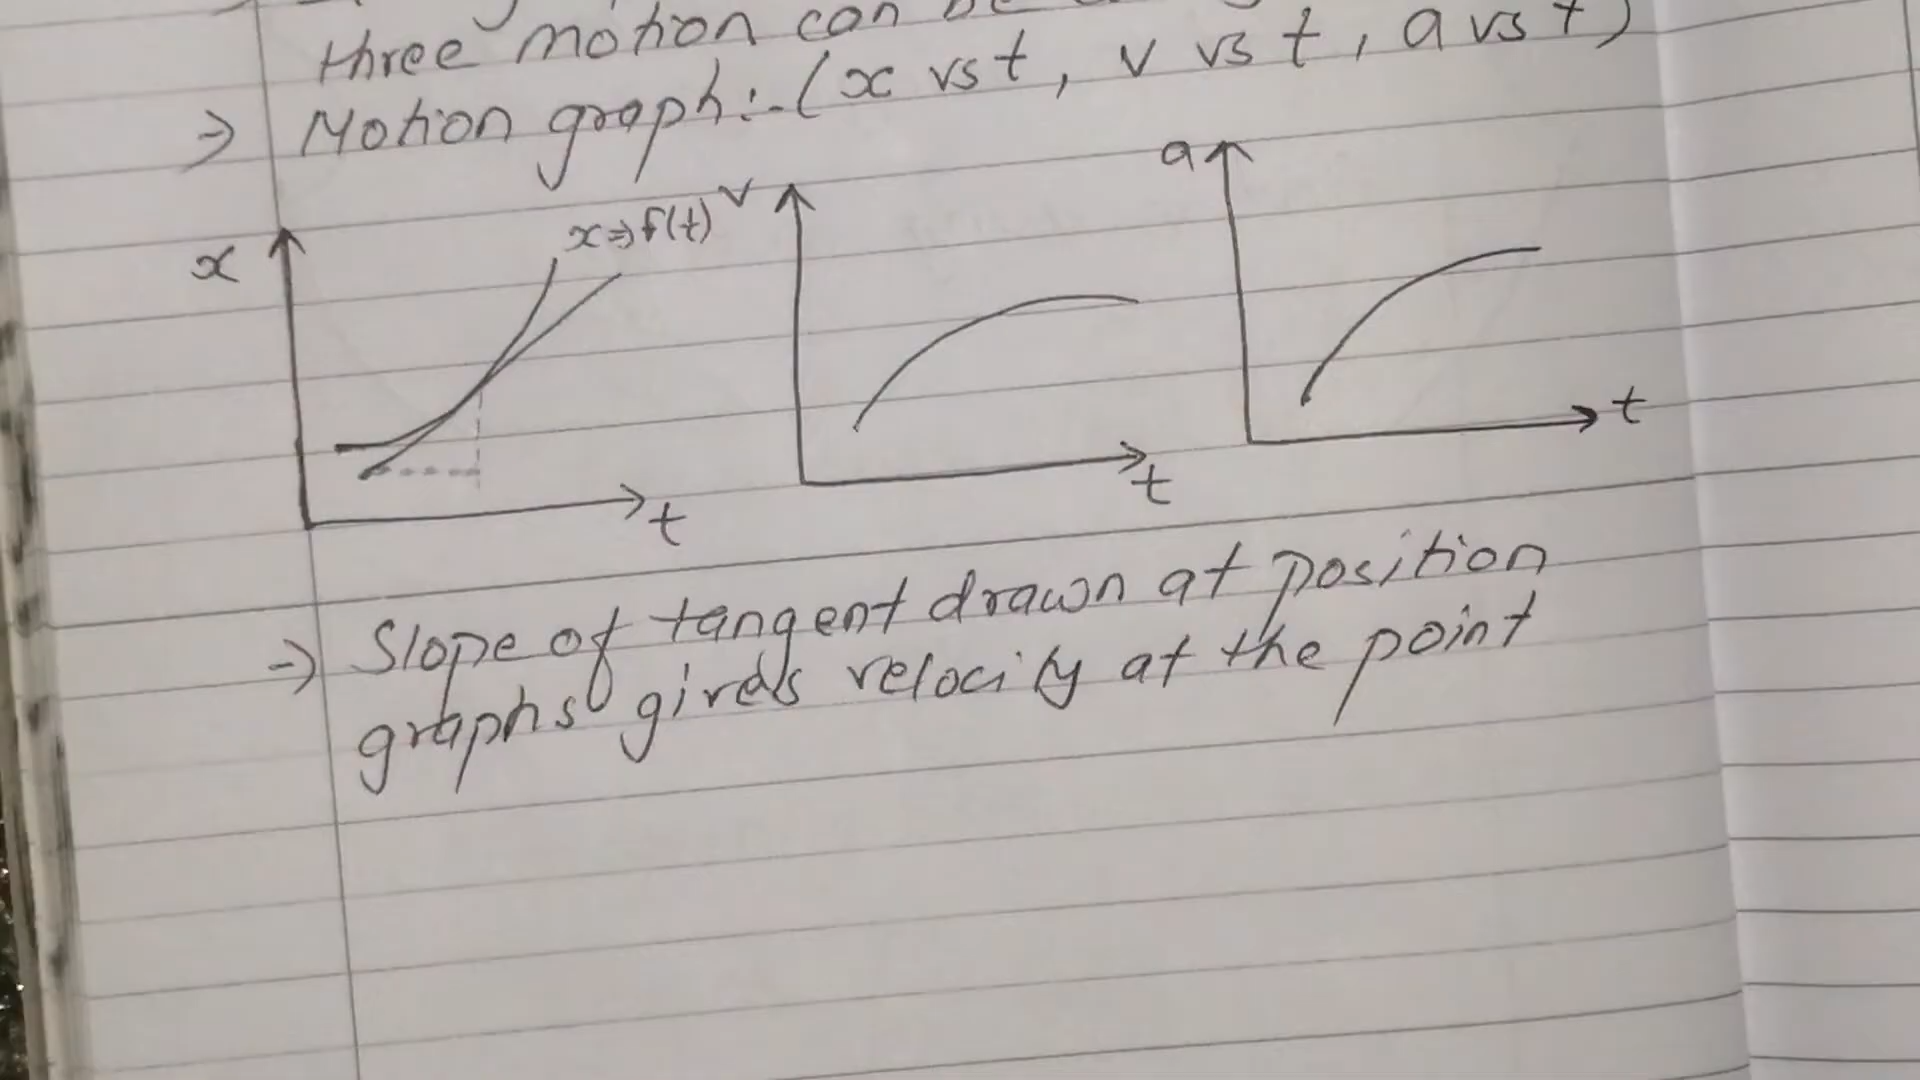 three motion can be
⇒ Motion graph:-(x vs t, v vs t, a vs t)
x
x⇒f(t)
t
v
t
a
t
→ Slope of tangent drawn at position
graphs gives velocity at the point